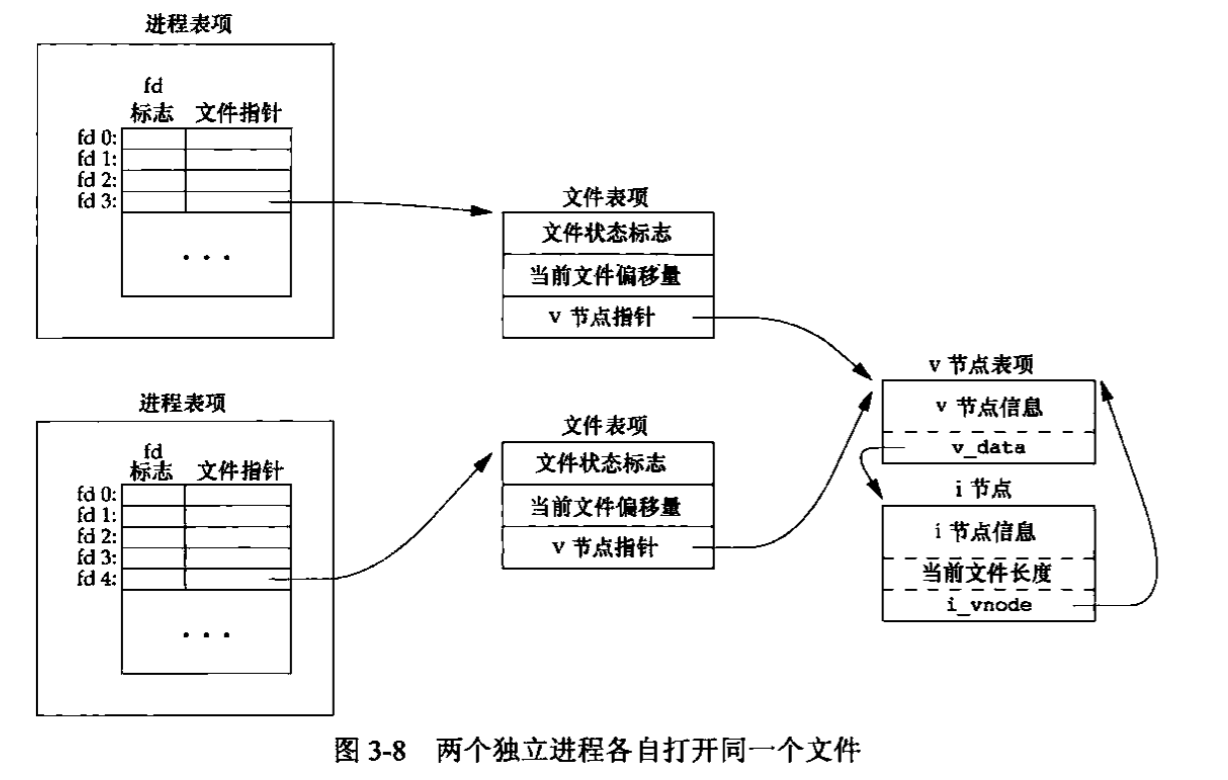 进程表项
fd
标志 文件指针
fd 0:
fd 1:
fd 2:
fd 3:
...
文件表项
文件状态标志
当前文件偏移量
v 节点指针
进程表项
fd
标志 文件指针
fd 0:
fd 1:
fd 2:
fd 3:
fd 4:
...
文件表项
文件状态标志
当前文件偏移量
v 节点指针
v 节点表项
v 节点信息
v_data
i 节点
i 节点信息
当前文件长度
i_vnode
图 3-8 两个独立进程各自打开同一个文件